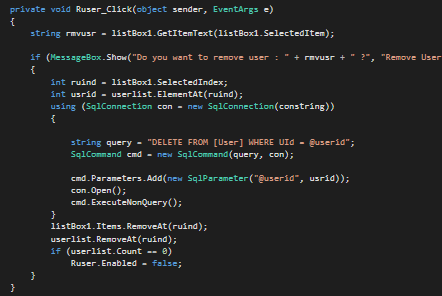 private void Ruser_Click(object sender, EventArgs e)
{
string rmvusr = listBox1.GetItemText(listBox1.SelectedItem);
if (MessageBox.Show("Do you want to remove user : " + rmvusr + " ?", "Remove User
{
int ruind = listBox1.SelectedIndex;
int usrid = userlist.ElementAt(ruind);
using (SqlConnection con = new SqlConnection(constring))
{
string query = "DELETE FROM [User] WHERE UId = @userid";
SqlCommand cmd = new SqlCommand(query, con);
cmd.Parameters.Add(new SqlParameter("@userid", usrid));
con.Open();
cmd.ExecuteNonQuery();
}
listBox1.Items.RemoveAt(ruind);
userlist.RemoveAt(ruind);
if (userlist.Count == 0)
Ruser.Enabled = false;
}
}